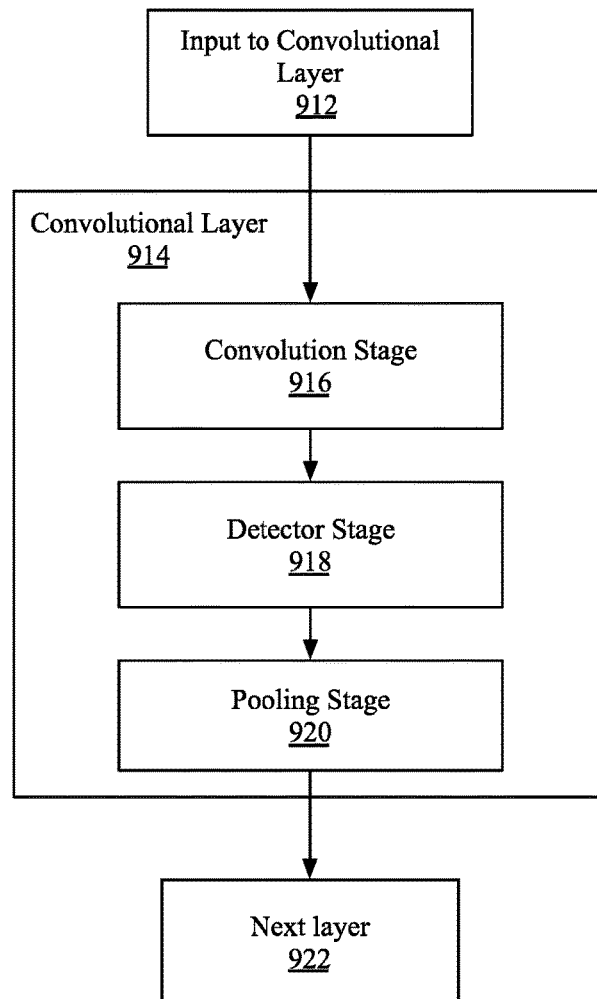 Input to Convolutional
Layer
912
Convolutional Layer
914
Convolution Stage
916
Detector Stage
918
Pooling Stage
920
Next layer
922